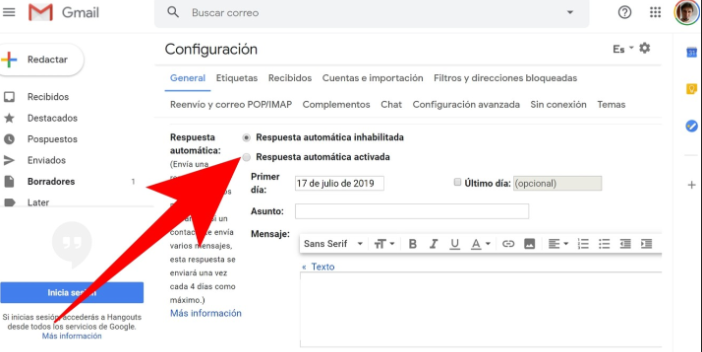 Gmail
Buscar correo
Redactar
Recibidos
Destacados
Pospuestos
Enviados
Borradores 1
Later
Inicia
Si inicias sesión, accederás a Hangouts
desde todos los servicios de Google.
Más información
Configuración
Es
General Etiquetas Recibidos Cuentas e importación Filtros y direcciones bloqueadas
Reenvío y correo POP/IMAP Complementos Chat Configuración avanzada Sin conexión Temas
Respuesta
automática:
(Envía una
un
contac te envía
varios mensajes,
esta respuesta se
enviará una vez
cada 4 días como
máximo.)
Más información
Respuesta automática inhabilitada
Respuesta automática activada
Primer
día:
17 de julio de 2019
Último día: (opcional)
Asunto:
Mensaje:
Sans Serif T B I U A
« Texto